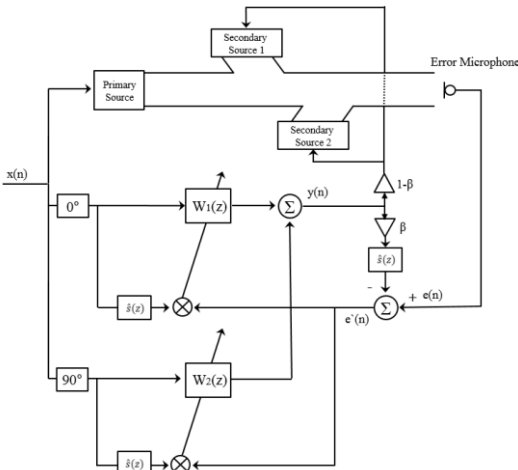 Secondary
Source 1
Error Microphone
Primary
Source
Secondary
Source 2
x(n)
1-β
0°
W1(z)
Σ
y(n)
β
ŝ(z)
-
ŝ(z)
Σ
+ e(n)
e`(n)
90°
W2(z)
ŝ(z)